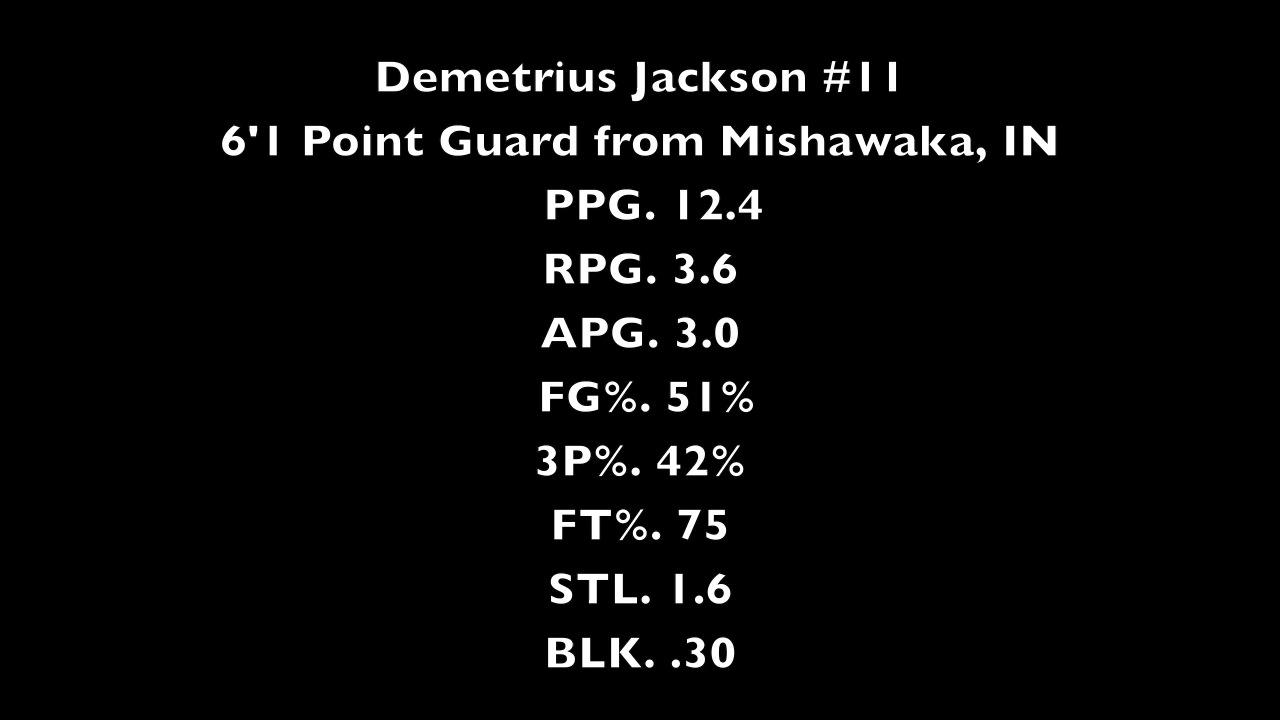 Demetrius Jackson #11
6'1 Point Guard from Mishawaka, IN
PPG. 12.4
RPG. 3.6
APG. 3.0
FG%. 51%
3P%. 42%
FT%. 75
STL. 1.6
BLK. .30